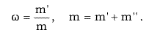 ω = m'/m, m = m' + m'' .